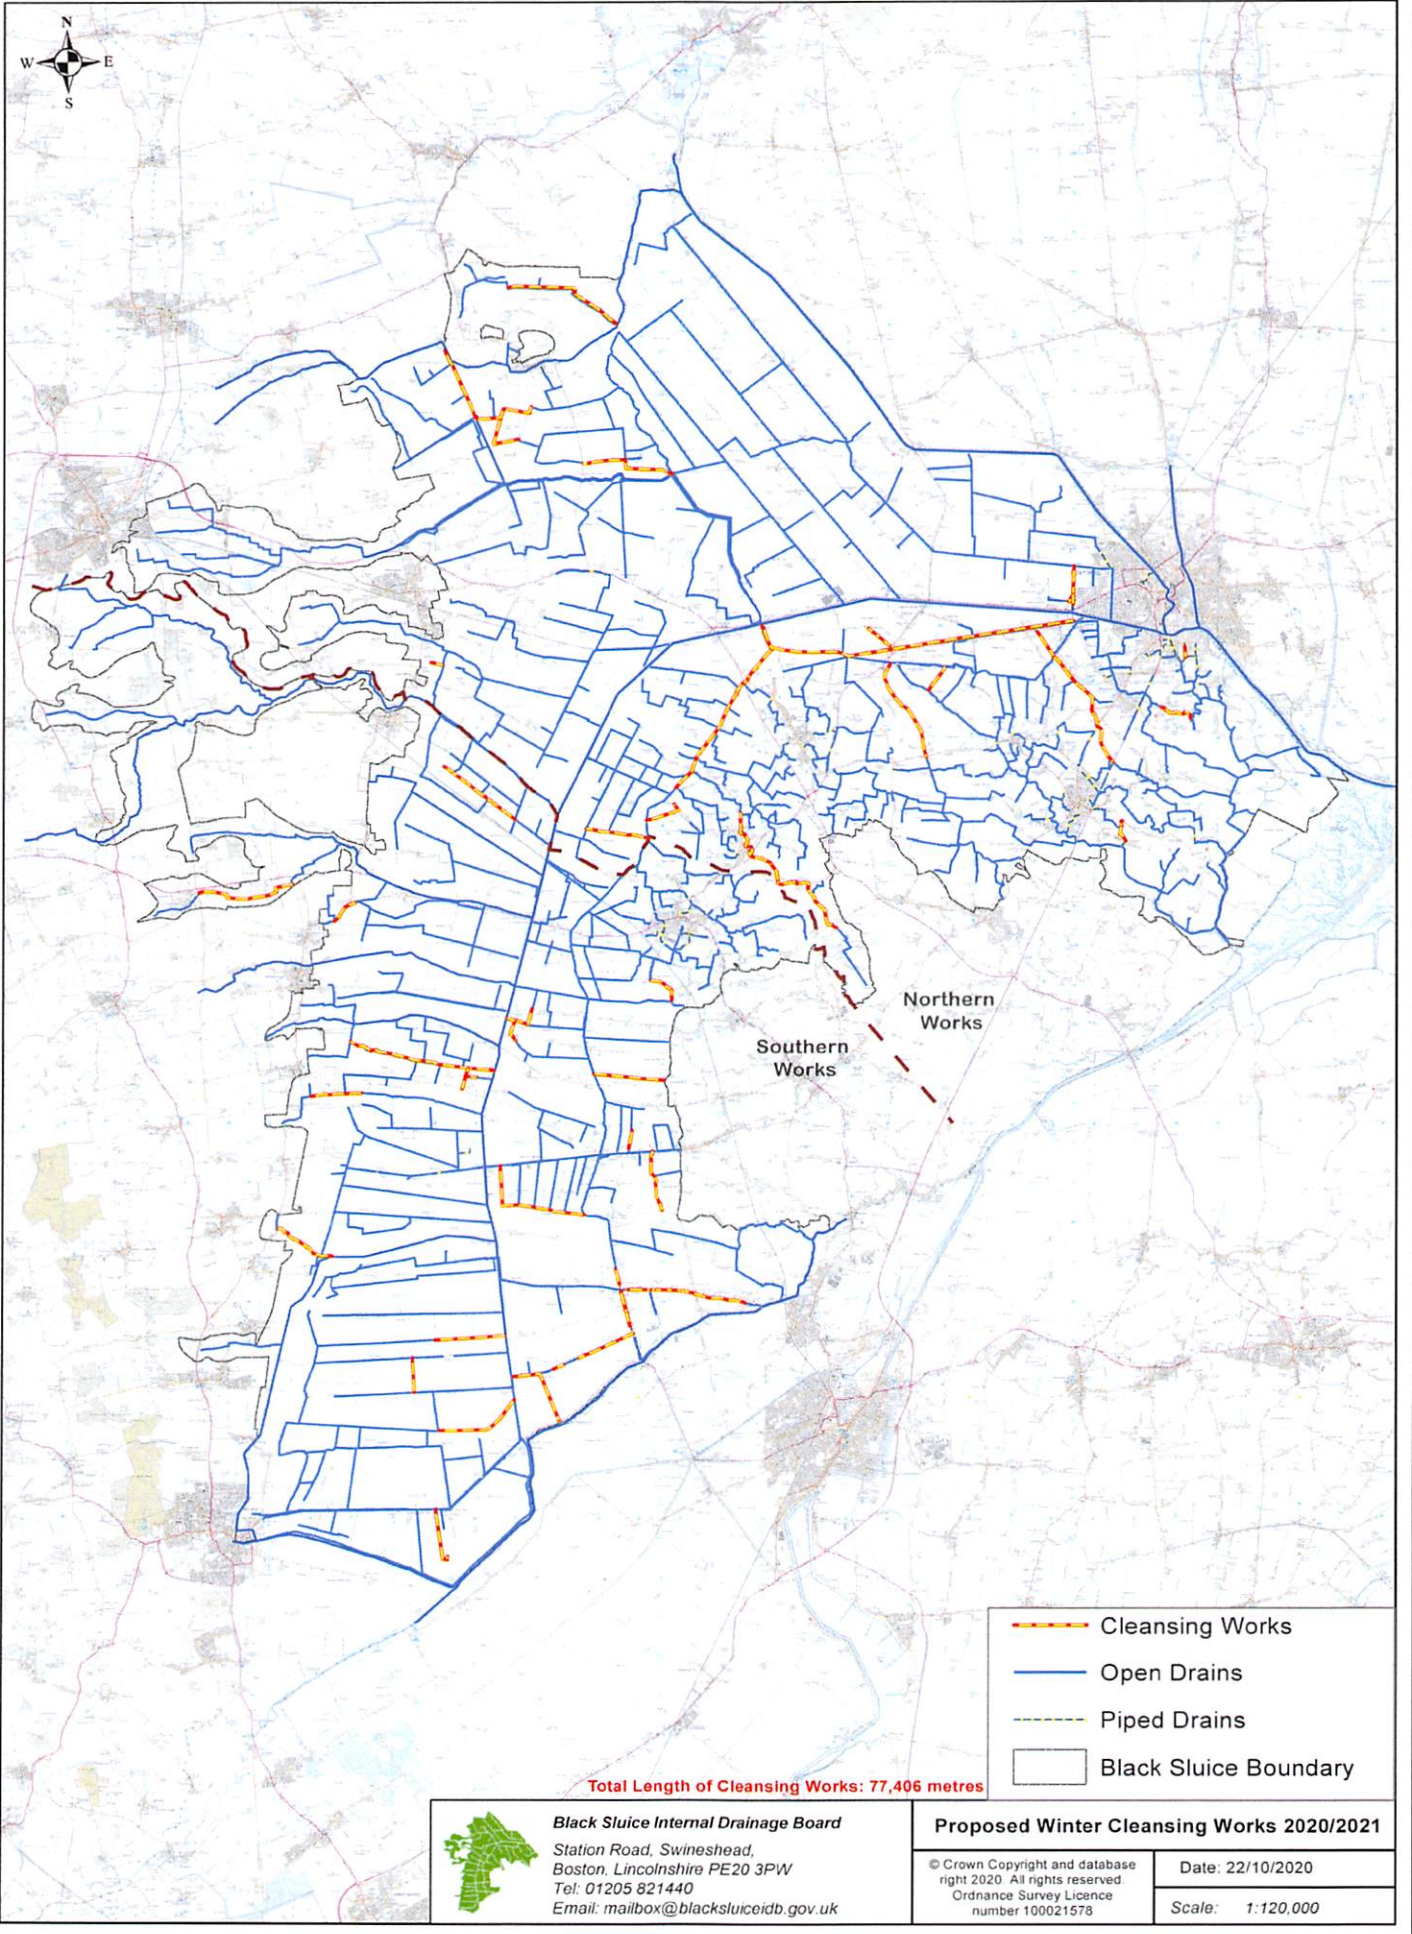 N
W E
S
Northern
Works
Southern
Works
Cleansing Works
Open Drains
Piped Drains
Black Sluice Boundary
Total Length of Cleansing Works: 77,406 metres
Black Sluice Internal Drainage Board
Station Road, Swineshead,
Boston, Lincolnshire PE20 3PW
Tel: 01205 821440
Email: mailbox@blacksluiceidb.gov.uk
Proposed Winter Cleansing Works 2020/2021
© Crown Copyright and database
right 2020. All rights reserved.
Ordnance Survey Licence
number 100021578
Date: 22/10/2020
Scale: 1:120,000